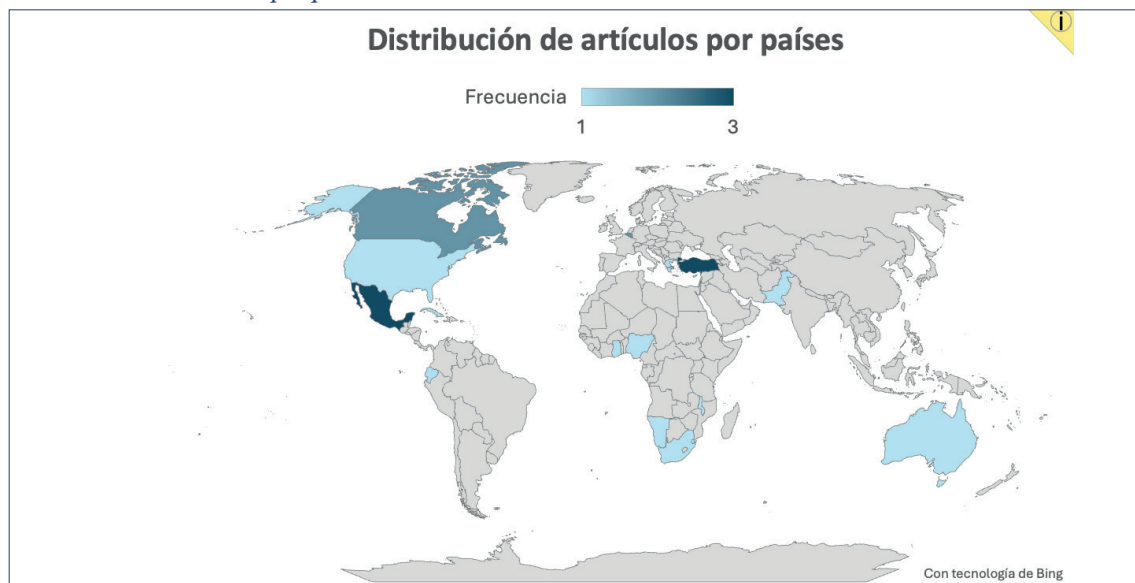 Distribución de artículos por países
Frecuencia
1 3
Con tecnología de Bing